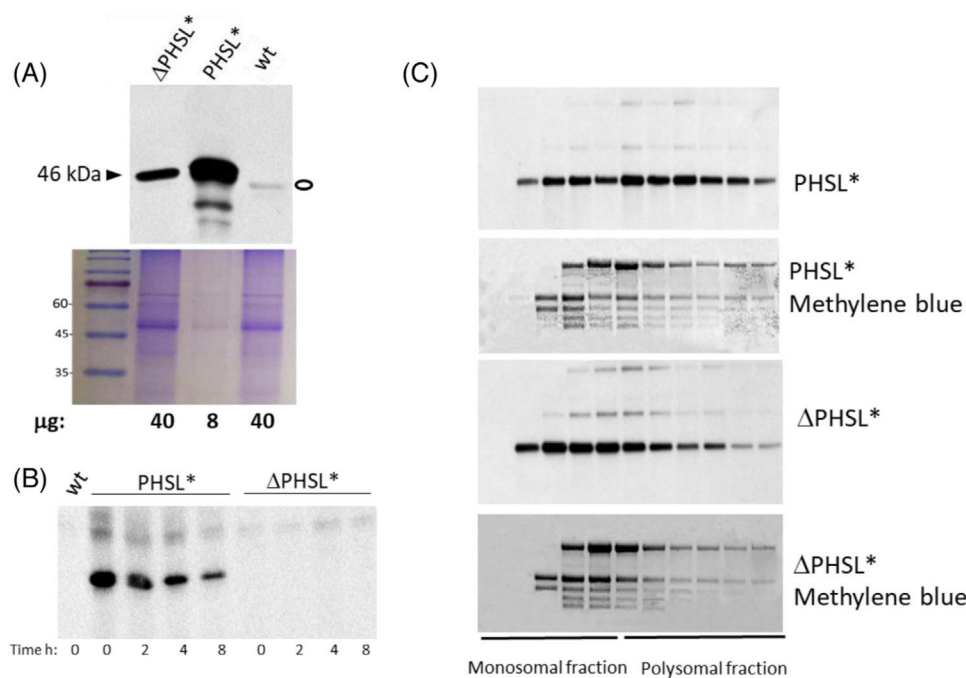 (A)
ΔPHSL*
PHSL*
wt
46 kDa
60-
45-
35-
μg: 40 8 40
(B)
wt PHSL* ΔPHSL*
Time h: 0 0 2 4 8 0 2 4 8
(C)
PHSL*
PHSL*
Methylene blue
ΔPHSL*
ΔPHSL*
Methylene blue
Monosomal fraction Polysomal fraction